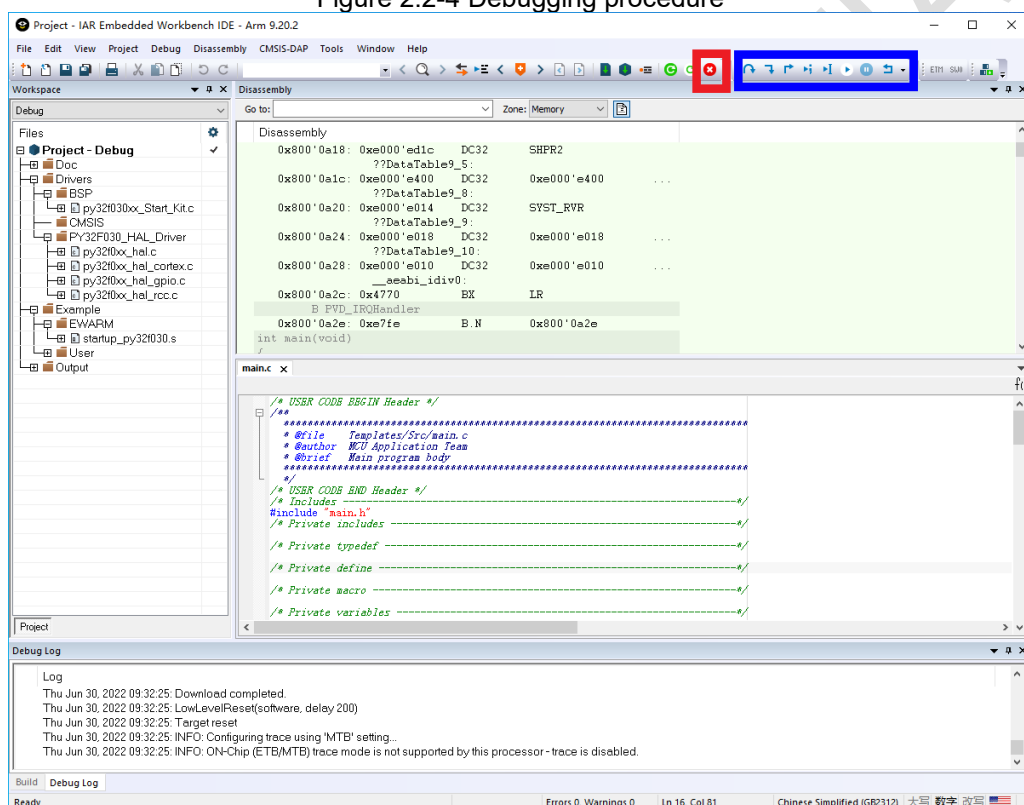 Figure 2.2-4 Debugging procedure
Project - IAR Embedded Workbench IDE - Arm 9.20.2
File Edit View Project Debug Disassembly CMSIS-DAP Tools Window Help
ETM SWO
Workspace
Disassembly
Debug
Go to:
Zone: Memory
Files
Disassembly
Project - Debug
Doc
Drivers
BSP
py32f030xx_Start_Kit.c
CMSIS
PY32F030_HAL_Driver
py32f0xx_hal.c
py32f0xx_hal_cortex.c
py32f0xx_hal_gpio.c
py32f0xx_hal_rcc.c
Example
EWARM
startup_py32f030.s
User
Output
0x800'0a18: 0xe000'ed1c DC32 SHPR2
??DataTable9_5:
0x800'0a1c: 0xe000'e400 DC32 0xe000'e400 ...
??DataTable9_8:
0x800'0a20: 0xe000'e014 DC32 SYST_RVR
??DataTable9_9:
0x800'0a24: 0xe000'e018 DC32 0xe000'e018 ...
??DataTable9_10:
0x800'0a28: 0xe000'e010 DC32 0xe000'e010 ...
__aeabi_idiv0:
0x800'0a2c: 0x4770 BX LR
B PVD_IRQHandler
0x800'0a2e: 0xe7fe B.N 0x800'0a2e
int main(void)
{
main.c
/* USER CODE BEGIN Header */
/**
******************************************************************************
* @file Templates/Src/main.c
* @author MCU Application Team
* @brief Main program body
******************************************************************************
*/
/* USER CODE END Header */
/* Includes ------------------------------------------------------------------*/
#include "main.h"
/* Private includes ----------------------------------------------------------*/
/* Private typedef -----------------------------------------------------------*/
/* Private define ------------------------------------------------------------*/
/* Private macro -------------------------------------------------------------*/
/* Private variables ---------------------------------------------------------*/
Project
Debug Log
Log
Thu Jun 30, 2022 09:32:25: Download completed.
Thu Jun 30, 2022 09:32:25: LowLevelReset(software, delay 200)
Thu Jun 30, 2022 09:32:25: Target reset
Thu Jun 30, 2022 09:32:25: INFO: Configuring trace using 'MTB' setting...
Thu Jun 30, 2022 09:32:25: INFO: ON-Chip (ETB/MTB) trace mode is not supported by this processor - trace is disabled.
Build Debug Log
Ready
Errors 0, Warnings 0
Ln 16, Col 81
Chinese Simplified (GB2312)
大写 数字 改写